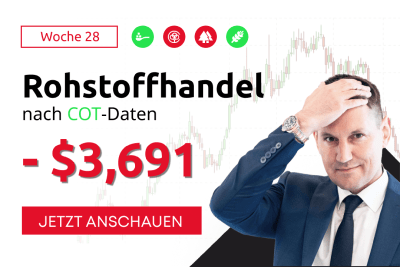 Woche 28
Rohstoffhandel
nach COT-Daten
- $3,691
JETZT ANSCHAUEN